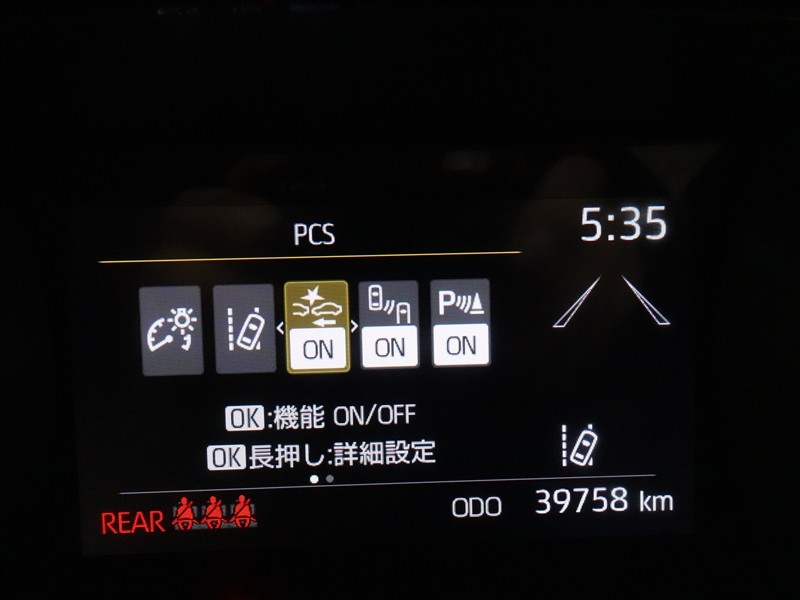 5:35
PCS
P
ON ON ON
OK:機能 ON/OFF
OK長押し:詳細設定
REAR ODO 39758 km